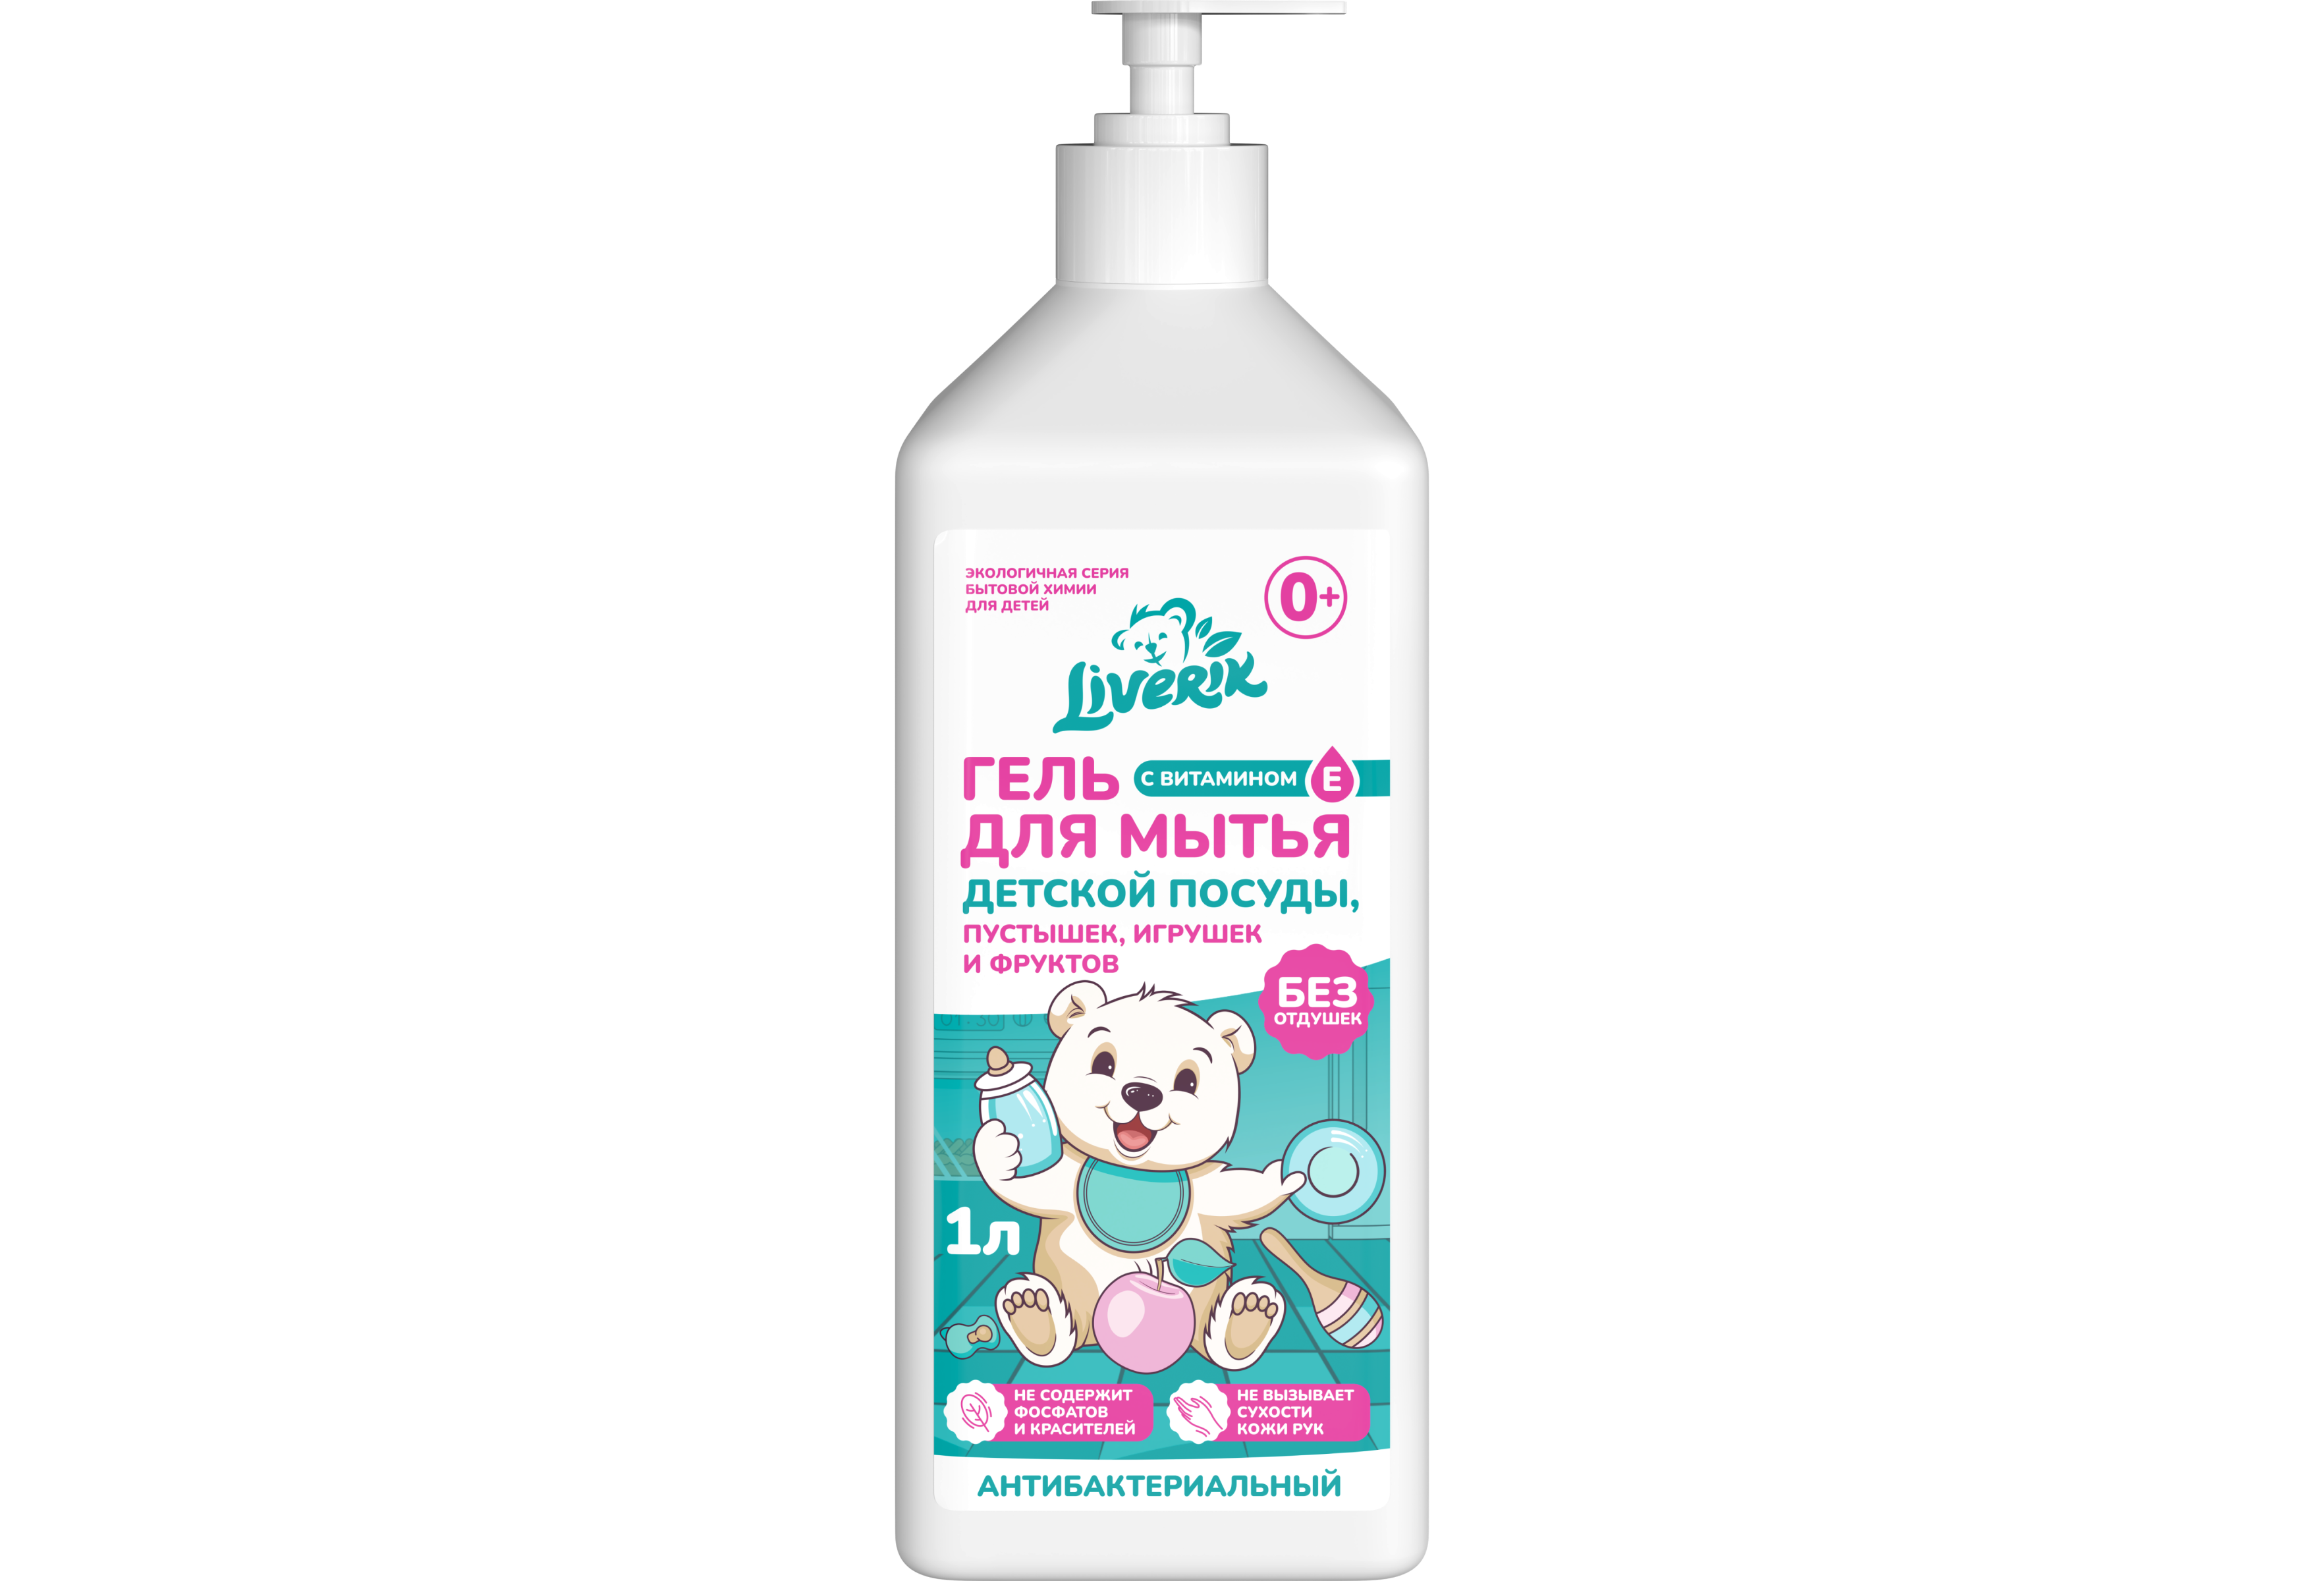 ЭКОЛОГИЧНАЯ СЕРИЯ
БЫТОВОЙ ХИМИИ
ДЛЯ ДЕТЕЙ
0+
Liverik
ГЕЛЬ С ВИТАМИНОМ E
ДЛЯ МЫТЬЯ
ДЕТСКОЙ ПОСУДЫ,
ПУСТЫШЕК, ИГРУШЕК
И ФРУКТОВ
БЕЗ
ОТДУШЕК
1л
НЕ СОДЕРЖИТ
ФОСФАТОВ
И КРАСИТЕЛЕЙ
НЕ ВЫЗЫВАЕТ
СУХОСТИ
КОЖИ РУК
АНТИБАКТЕРИАЛЬНЫЙ